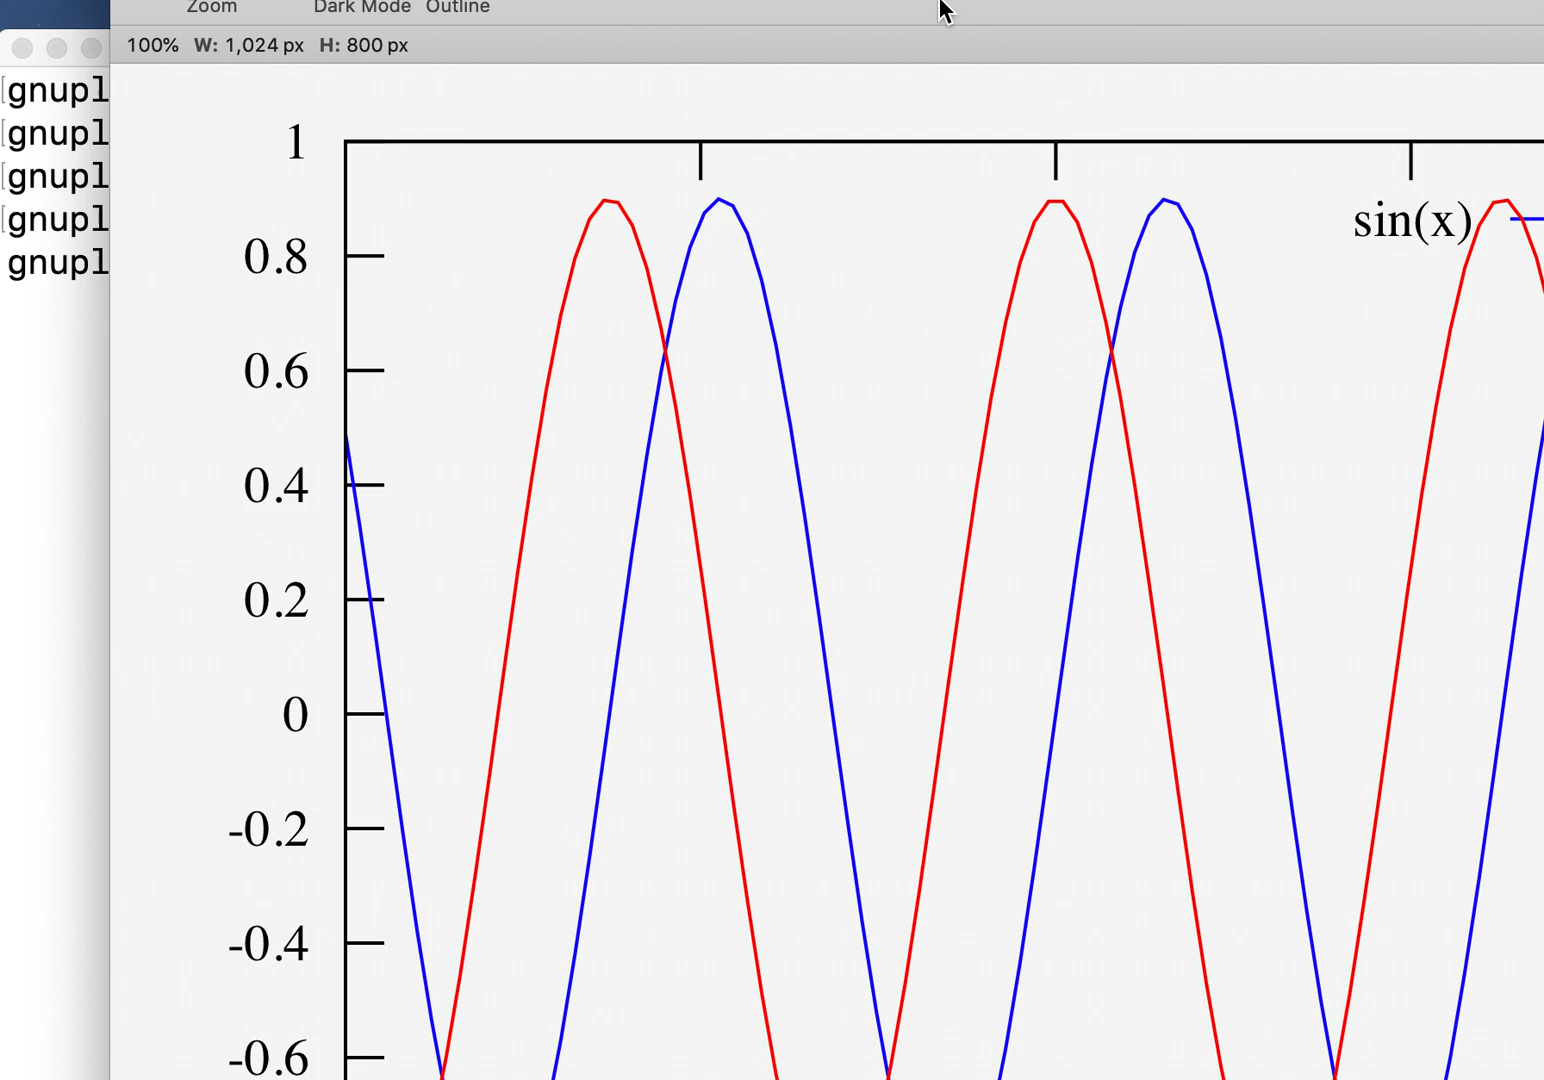 Zoom Dark Mode Outline
100% W: 1,024 px H: 800 px
gnupl
gnupl
gnupl
gnupl
gnupl
1
sin(x)
0.8
0.6
0.4
0.2
0
-0.2
-0.4
-0.6